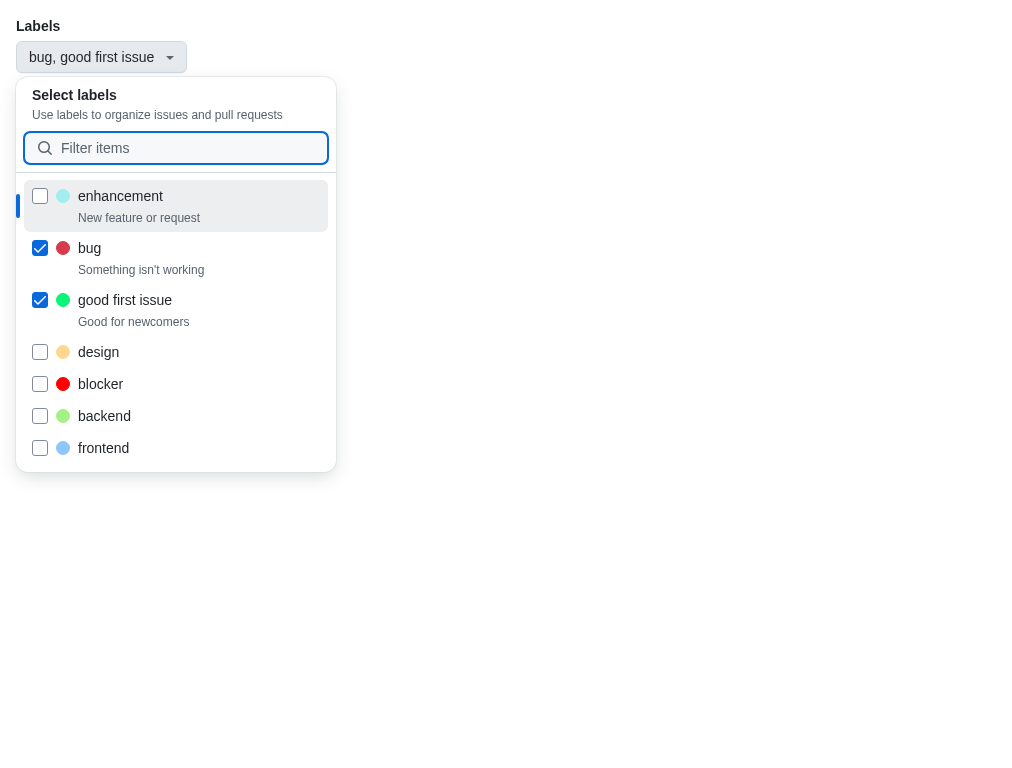 Labels
bug, good first issue
Select labels
Use labels to organize issues and pull requests
Filter items
enhancement
New feature or request
bug
Something isn't working
good first issue
Good for newcomers
design
blocker
backend
frontend